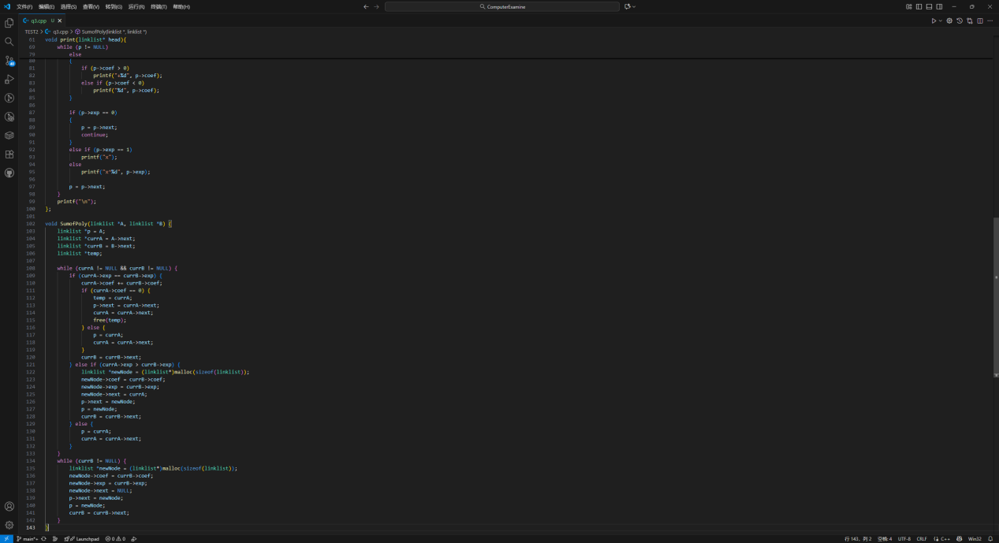 文件(F) 编辑(E) 选择(S) 查看(V) 转到(G) 运行(R) 终端(T) 帮助(H)
ComputerExamine
q3.cpp U
TEST2 > q3.cpp > SumofPoly(linklist *, linklist *)
61 void print(linklist* head){
69 while (p != NULL)
79 else
80 {
81 if (p->coef > 0)
82 printf("+%d", p->coef);
83 else if (p->coef < 0)
84 printf("%d", p->coef);
85 }
86
87 if (p->exp == 0)
88 {
89 p = p->next;
90 continue;
91 }
92 else if (p->exp == 1)
93 printf("x");
94 else
95 printf("x^%d", p->exp);
96
97 p = p->next;
98 }
99 printf("\n");
100 };
101
102 void SumofPoly(linklist *A, linklist *B) {
103 linklist *p = A;
104 linklist *currA = A->next;
105 linklist *currB = B->next;
106 linklist *temp;
107
108 while (currA != NULL && currB != NULL) {
109 if (currA->exp == currB->exp) {
110 currA->coef += currB->coef;
111 if (currA->coef == 0) {
112 temp = currA;
113 p->next = currA->next;
114 currA = currA->next;
115 free(temp);
116 } else {
117 p = currA;
118 currA = currA->next;
119 }
120 currB = currB->next;
121 } else if (currA->exp > currB->exp) {
122 linklist *newNode = (linklist*)malloc(sizeof(linklist));
123 newNode->coef = currB->coef;
124 newNode->exp = currB->exp;
125 newNode->next = currA;
126 p->next = newNode;
127 p = newNode;
128 currB = currB->next;
129 } else {
130 p = currA;
131 currA = currA->next;
132 }
133 }
134 while (currB != NULL) {
135 linklist *newNode = (linklist*)malloc(sizeof(linklist));
136 newNode->coef = currB->coef;
137 newNode->exp = currB->exp;
138 newNode->next = NULL;
139 p->next = newNode;
140 p = newNode;
141 currB = currB->next;
142 }
143 }
main*+ Launchpad 0 0 行 143，列 2 空格: 4 UTF-8 CRLF C++ Win32